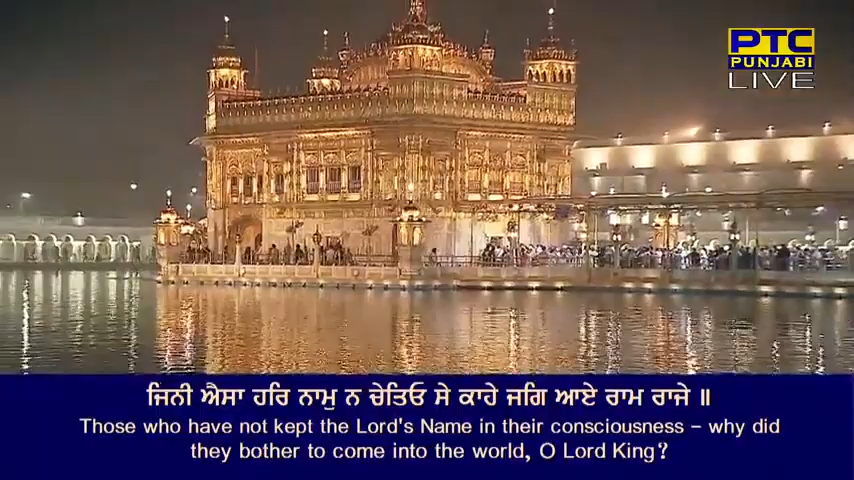 PTC
PUNJABI
LIVE
ਜਿਨੀ ਐਸਾ ਹਰਿ ਨਾਮੁ ਨ ਚੇਤਿਓ ਸੇ ਕਾਹੇ ਜਗਿ ਆਏ ਰਾਮ ਰਾਜੇ ॥
Those who have not kept the Lord's Name in their consciousness - why did
they bother to come into the world, O Lord King?